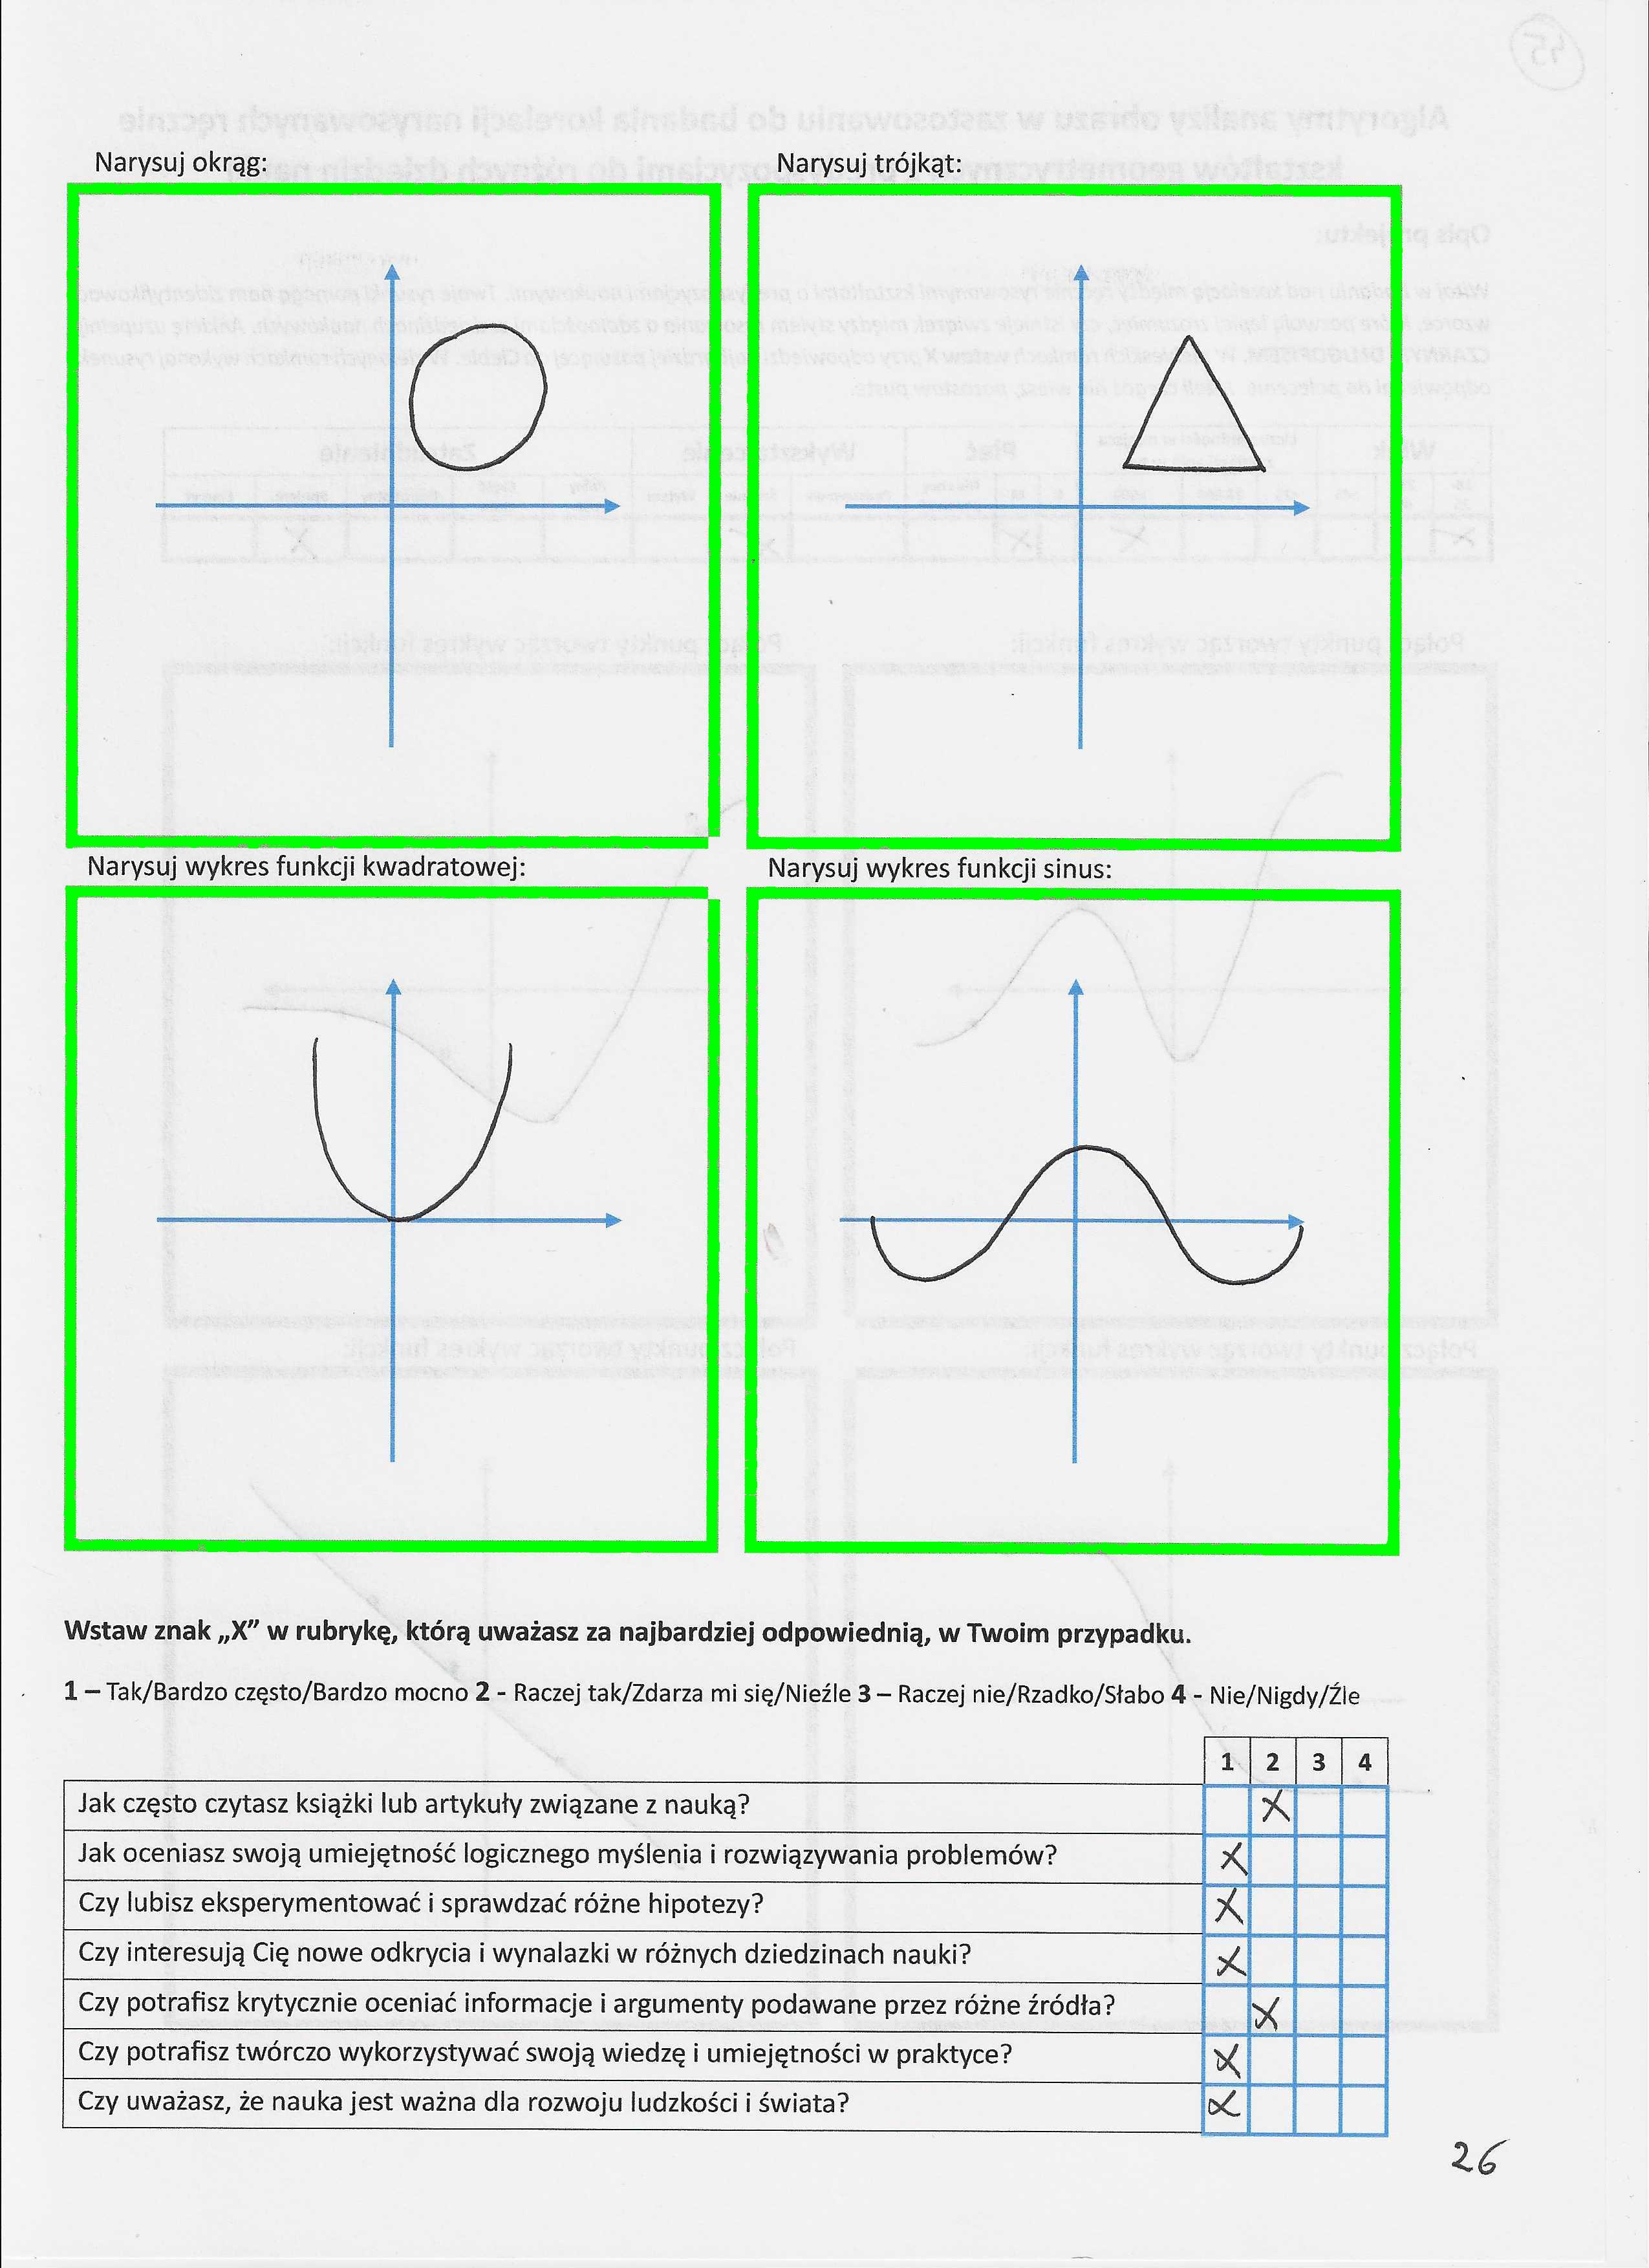 Narysuj okrąg:
Narysuj trójkąt:
Narysuj wykres funkcji kwadratowej:
Narysuj wykres funkcji sinus:
Wstaw znak „X” w rubrykę, którą uważasz za najbardziej odpowiednią, w Twoim przypadku.
1 – Tak/Bardzo często/Bardzo mocno 2 - Raczej tak/Zdarza mi się/Nieźle 3 – Raczej nie/Rzadko/Słabo 4 - Nie/Nigdy/Źle
1 2 3 4
Jak często czytasz książki lub artykuły związane z nauką? X
Jak oceniasz swoją umiejętność logicznego myślenia i rozwiązywania problemów? X
Czy lubisz eksperymentować i sprawdzać różne hipotezy? X
Czy interesują Cię nowe odkrycia i wynalazki w różnych dziedzinach nauki? X
Czy potrafisz krytycznie oceniać informacje i argumenty podawane przez różne źródła? X
Czy potrafisz twórczo wykorzystywać swoją wiedzę i umiejętności w praktyce? X
Czy uważasz, że nauka jest ważna dla rozwoju ludzkości i świata? X
26